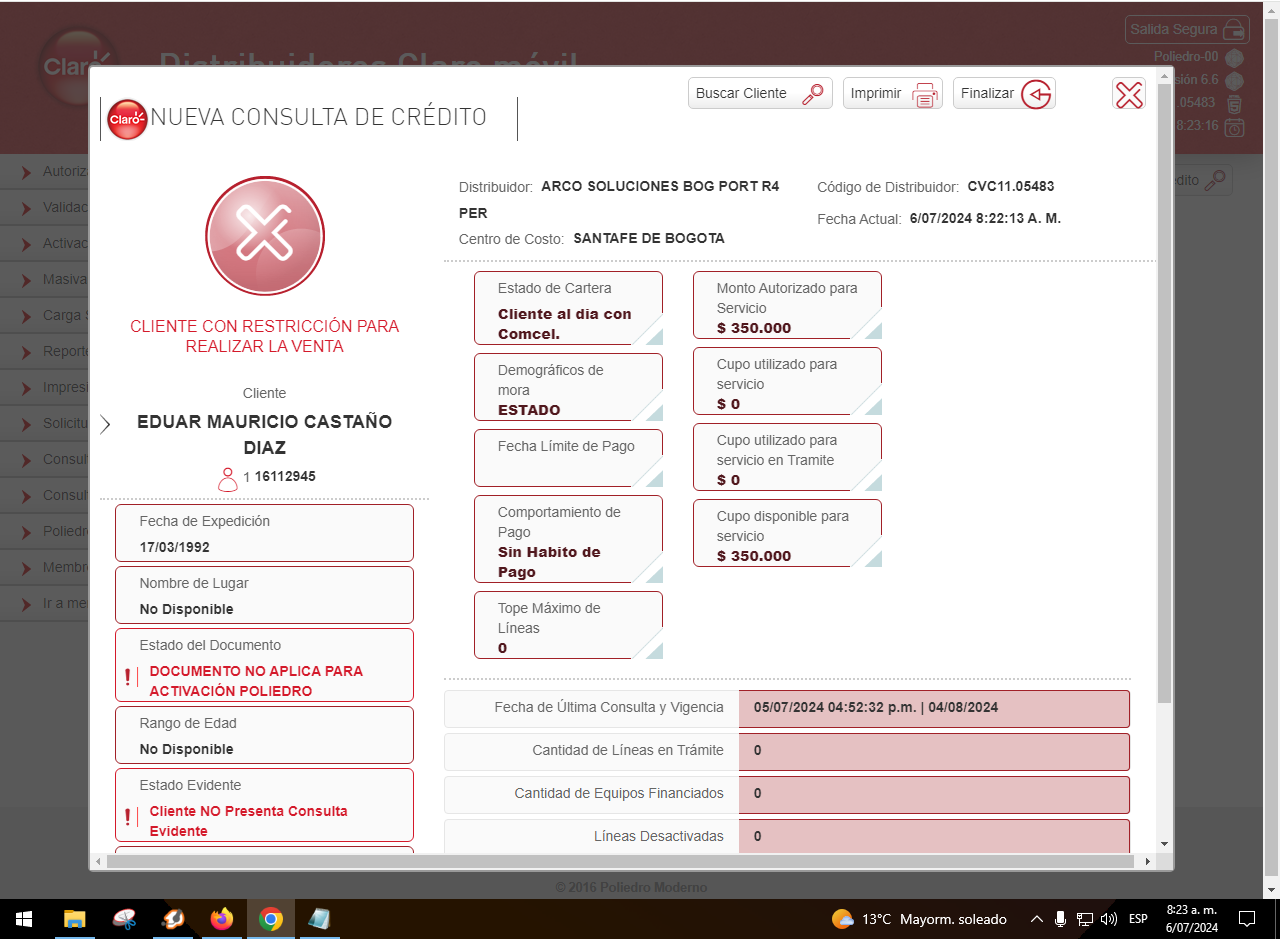 Salida Segura
Claro
Distribuidores Claro móvil
Poliedro-00
sión 6.6
.05483
8:23:16
Buscar Cliente
Imprimir
Finalizar
Claro
NUEVA CONSULTA DE CRÉDITO
Autoriz
Validac
Activac
Masiva
Carga S
Reporte
Impresi
Solicitu
Consult
Consult
Poliedr
Membr
Ir a me
dito
CLIENTE CON RESTRICCIÓN PARA
REALIZAR LA VENTA
Cliente
EDUAR MAURICIO CASTAÑO
DIAZ
1 16112945
Fecha de Expedición
17/03/1992
Nombre de Lugar
No Disponible
Estado del Documento
! DOCUMENTO NO APLICA PARA
ACTIVACIÓN POLIEDRO
Rango de Edad
No Disponible
Estado Evidente
! Cliente NO Presenta Consulta
Evidente
Distribuidor: ARCO SOLUCIONES BOG PORT R4
PER
Centro de Costo: SANTAFE DE BOGOTA
Código de Distribuidor: CVC11.05483
Fecha Actual: 6/07/2024 8:22:13 A. M.
Estado de Cartera
Cliente al dia con
Comcel.
Demográficos de
mora
ESTADO
Fecha Límite de Pago
Comportamiento de
Pago
Sin Habito de
Pago
Tope Máximo de
Líneas
0
Monto Autorizado para
Servicio
$ 350.000
Cupo utilizado para
servicio
$ 0
Cupo utilizado para
servicio en Tramite
$ 0
Cupo disponible para
servicio
$ 350.000
Fecha de Última Consulta y Vigencia 05/07/2024 04:52:32 p.m. | 04/08/2024
Cantidad de Líneas en Trámite 0
Cantidad de Equipos Financiados 0
Líneas Desactivadas 0
© 2016 Poliedro Moderno
13°C Mayorm. soleado
ESP
8:23 a. m.
6/07/2024